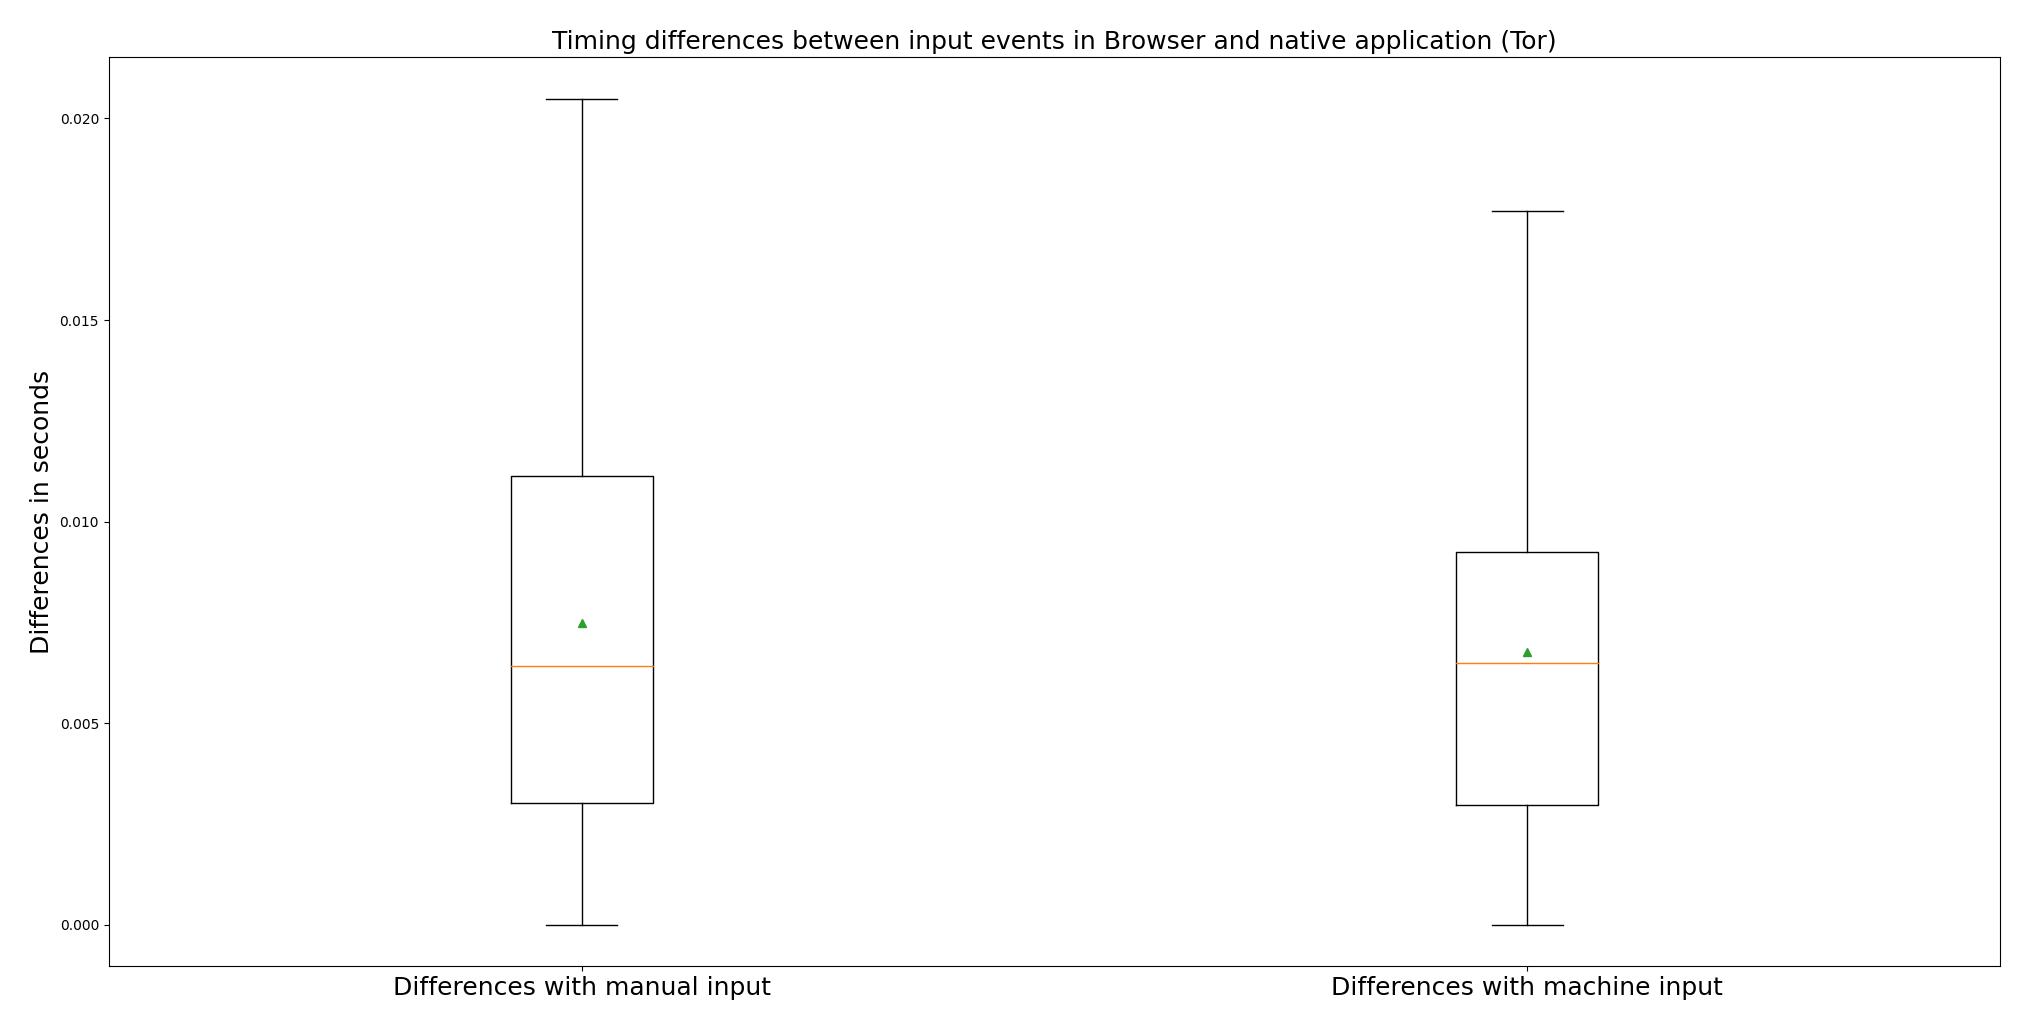 Timing differences between input events in Browser and native application (Tor)
Differences in seconds
0.020
0.015
0.010
0.005
0.000
Differences with manual input
Differences with machine input